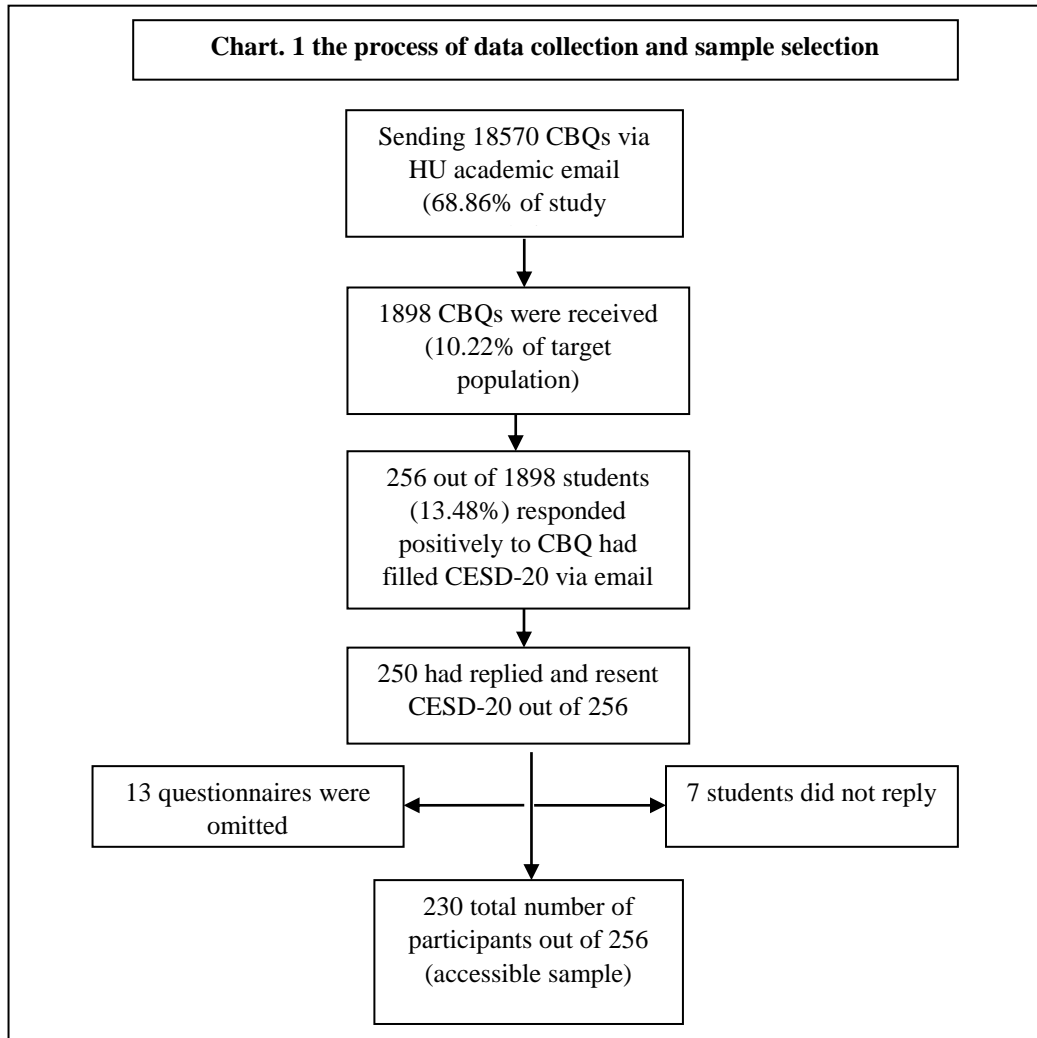 Chart. 1 the process of data collection and sample selection
Sending 18570 CBQs via
HU academic email
(68.86% of study
1898 CBQs were received
(10.22% of target
population)
256 out of 1898 students
(13.48%) responded
positively to CBQ had
filled CESD-20 via email
250 had replied and resent
CESD-20 out of 256
13 questionnaires were
omitted
7 students did not reply
230 total number of
participants out of 256
(accessible sample)